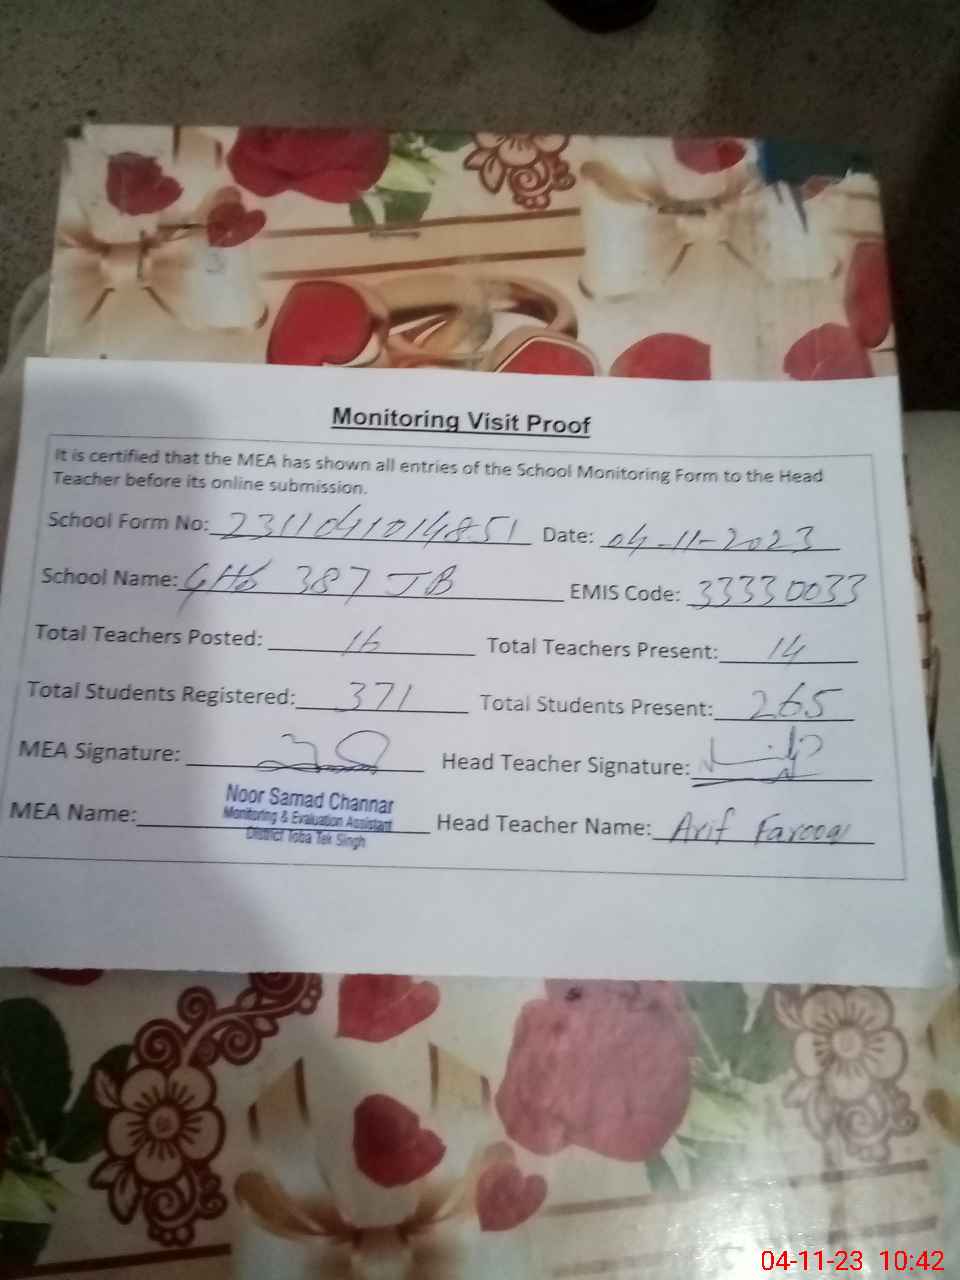 Monitoring Visit Proof
It is certified that the MEA has shown all entries of the School Monitoring Form to the Head
Teacher before its online submission.
School Form No: 2311041014851 Date: 04-11-2023
School Name: GHS 387 JB EMIS Code: 33330033
Total Teachers Posted: 16 Total Teachers Present: 14
Total Students Registered: 371 Total Students Present: 265
MEA Signature: Head Teacher Signature:
Noor Samad Channar
Monitoring & Evaluation Assistant
MEA Name: Head Teacher Name: Arif Farooq
District Toba Tek Singh
04-11-23 10:42